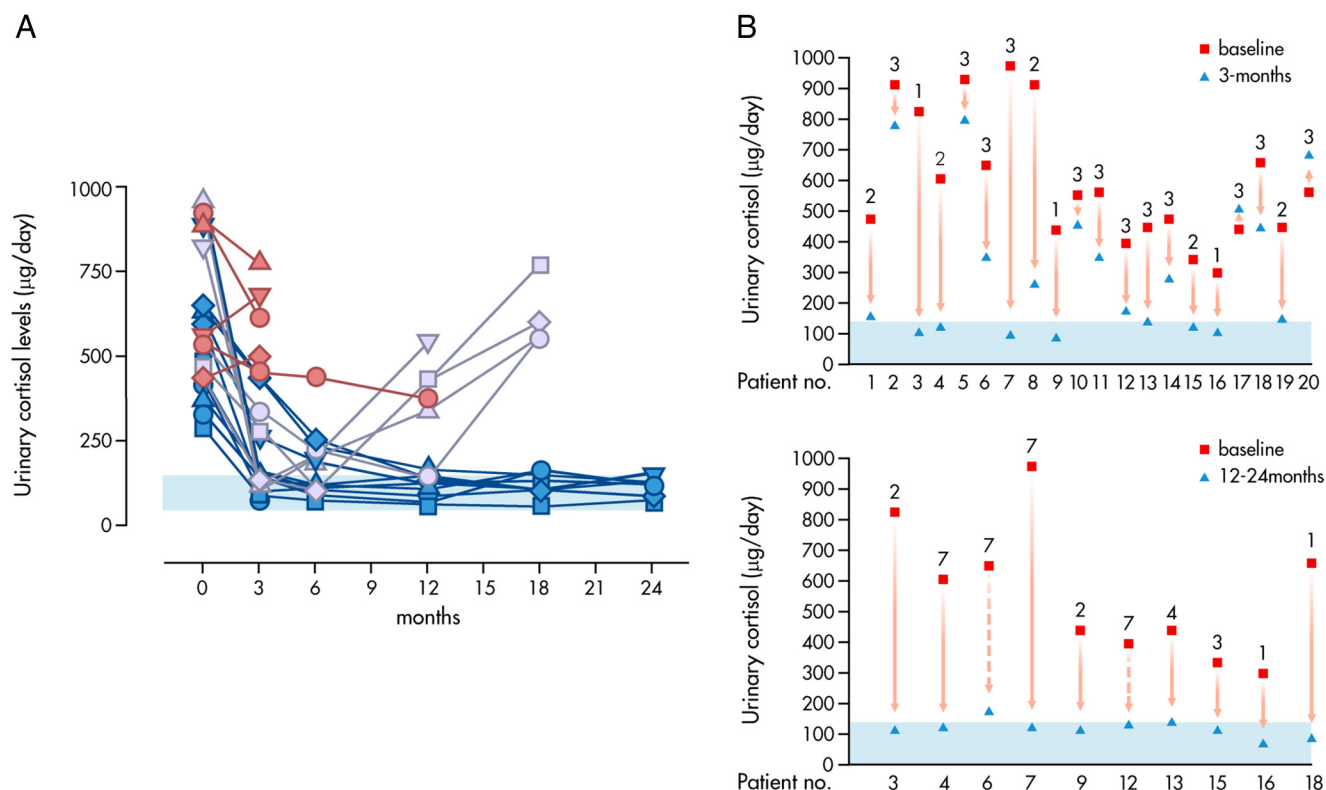 A
Urinary cortisol levels (µg/day)
1000
750
500
250
0
0 3 6 9 12 15 18 21 24
months
B
Urinary cortisol (µg/day)
baseline
3-months
1000
900
800
700
600
500
400
300
200
100
0
2 3 1 2 3 3 3 2 1 3 3 3 3 3 2 1 3 3 2 3
Patient no. 1 2 3 4 5 6 7 8 9 10 11 12 13 14 15 16 17 18 19 20
Urinary cortisol (µg/day)
baseline
12-24months
1000
900
800
700
600
500
400
300
200
100
0
2 7 7 7 2 7 4 3 1 1
Patient no. 3 4 6 7 9 12 13 15 16 18